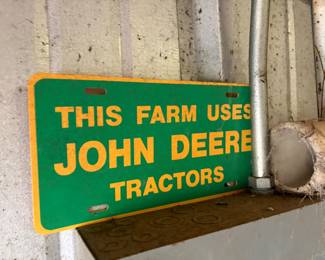 THIS FARM USES
JOHN DEERE
TRACTORS